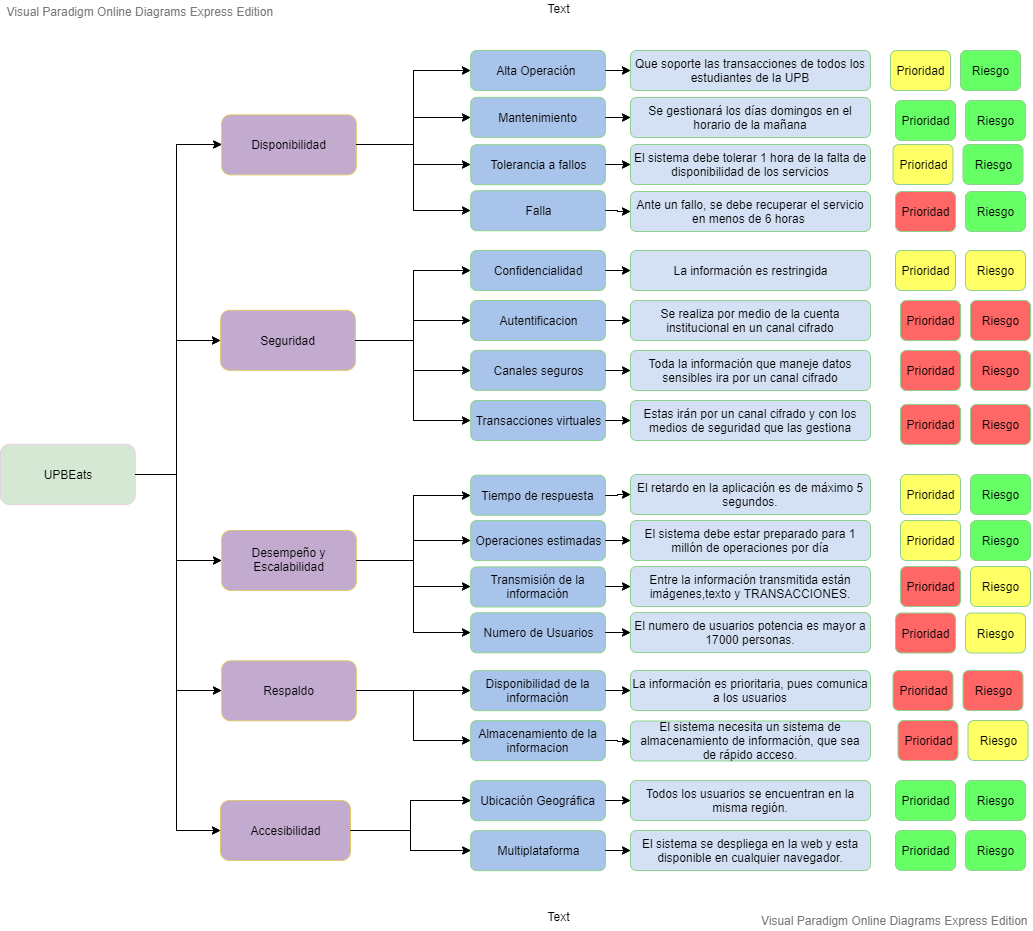 Visual Paradigm Online Diagrams Express Edition
Text
Alta Operación
Que soporte las transacciones de todos los
estudiantes de la UPB
Prioridad
Riesgo
Mantenimiento
Se gestionará los días domingos en el
horario de la mañana
Prioridad
Riesgo
Disponibilidad
Tolerancia a fallos
El sistema debe tolerar 1 hora de la falta de
disponibilidad de los servicios
Prioridad
Riesgo
Falla
Ante un fallo, se debe recuperar el servicio
en menos de 6 horas
Prioridad
Riesgo
Confidencialidad
La información es restringida
Prioridad
Riesgo
Autentificacion
Se realiza por medio de la cuenta
institucional en un canal cifrado
Prioridad
Riesgo
Seguridad
Canales seguros
Toda la información que maneje datos
sensibles ira por un canal cifrado
Prioridad
Riesgo
Transacciones virtuales
Estas irán por un canal cifrado y con los
medios de seguridad que las gestiona
Prioridad
Riesgo
UPBEats
Tiempo de respuesta
El retardo en la aplicación es de máximo 5
segundos.
Prioridad
Riesgo
Operaciones estimadas
El sistema debe estar preparado para 1
millón de operaciones por día
Prioridad
Riesgo
Desempeño y
Escalabilidad
Transmisión de la
información
Entre la información transmitida están
imágenes,texto y TRANSACCIONES.
Prioridad
Riesgo
Numero de Usuarios
El numero de usuarios potencia es mayor a
17000 personas.
Prioridad
Riesgo
Respaldo
Disponibilidad de la
información
La información es prioritaria, pues comunica
a los usuarios
Prioridad
Riesgo
Almacenamiento de la
informacion
El sistema necesita un sistema de
almacenamiento de información, que sea
de rápido acceso.
Prioridad
Riesgo
Accesibilidad
Ubicación Geográfica
Todos los usuarios se encuentran en la
misma región.
Prioridad
Riesgo
Multiplataforma
El sistema se despliega en la web y esta
disponible en cualquier navegador.
Prioridad
Riesgo
Text
Visual Paradigm Online Diagrams Express Edition